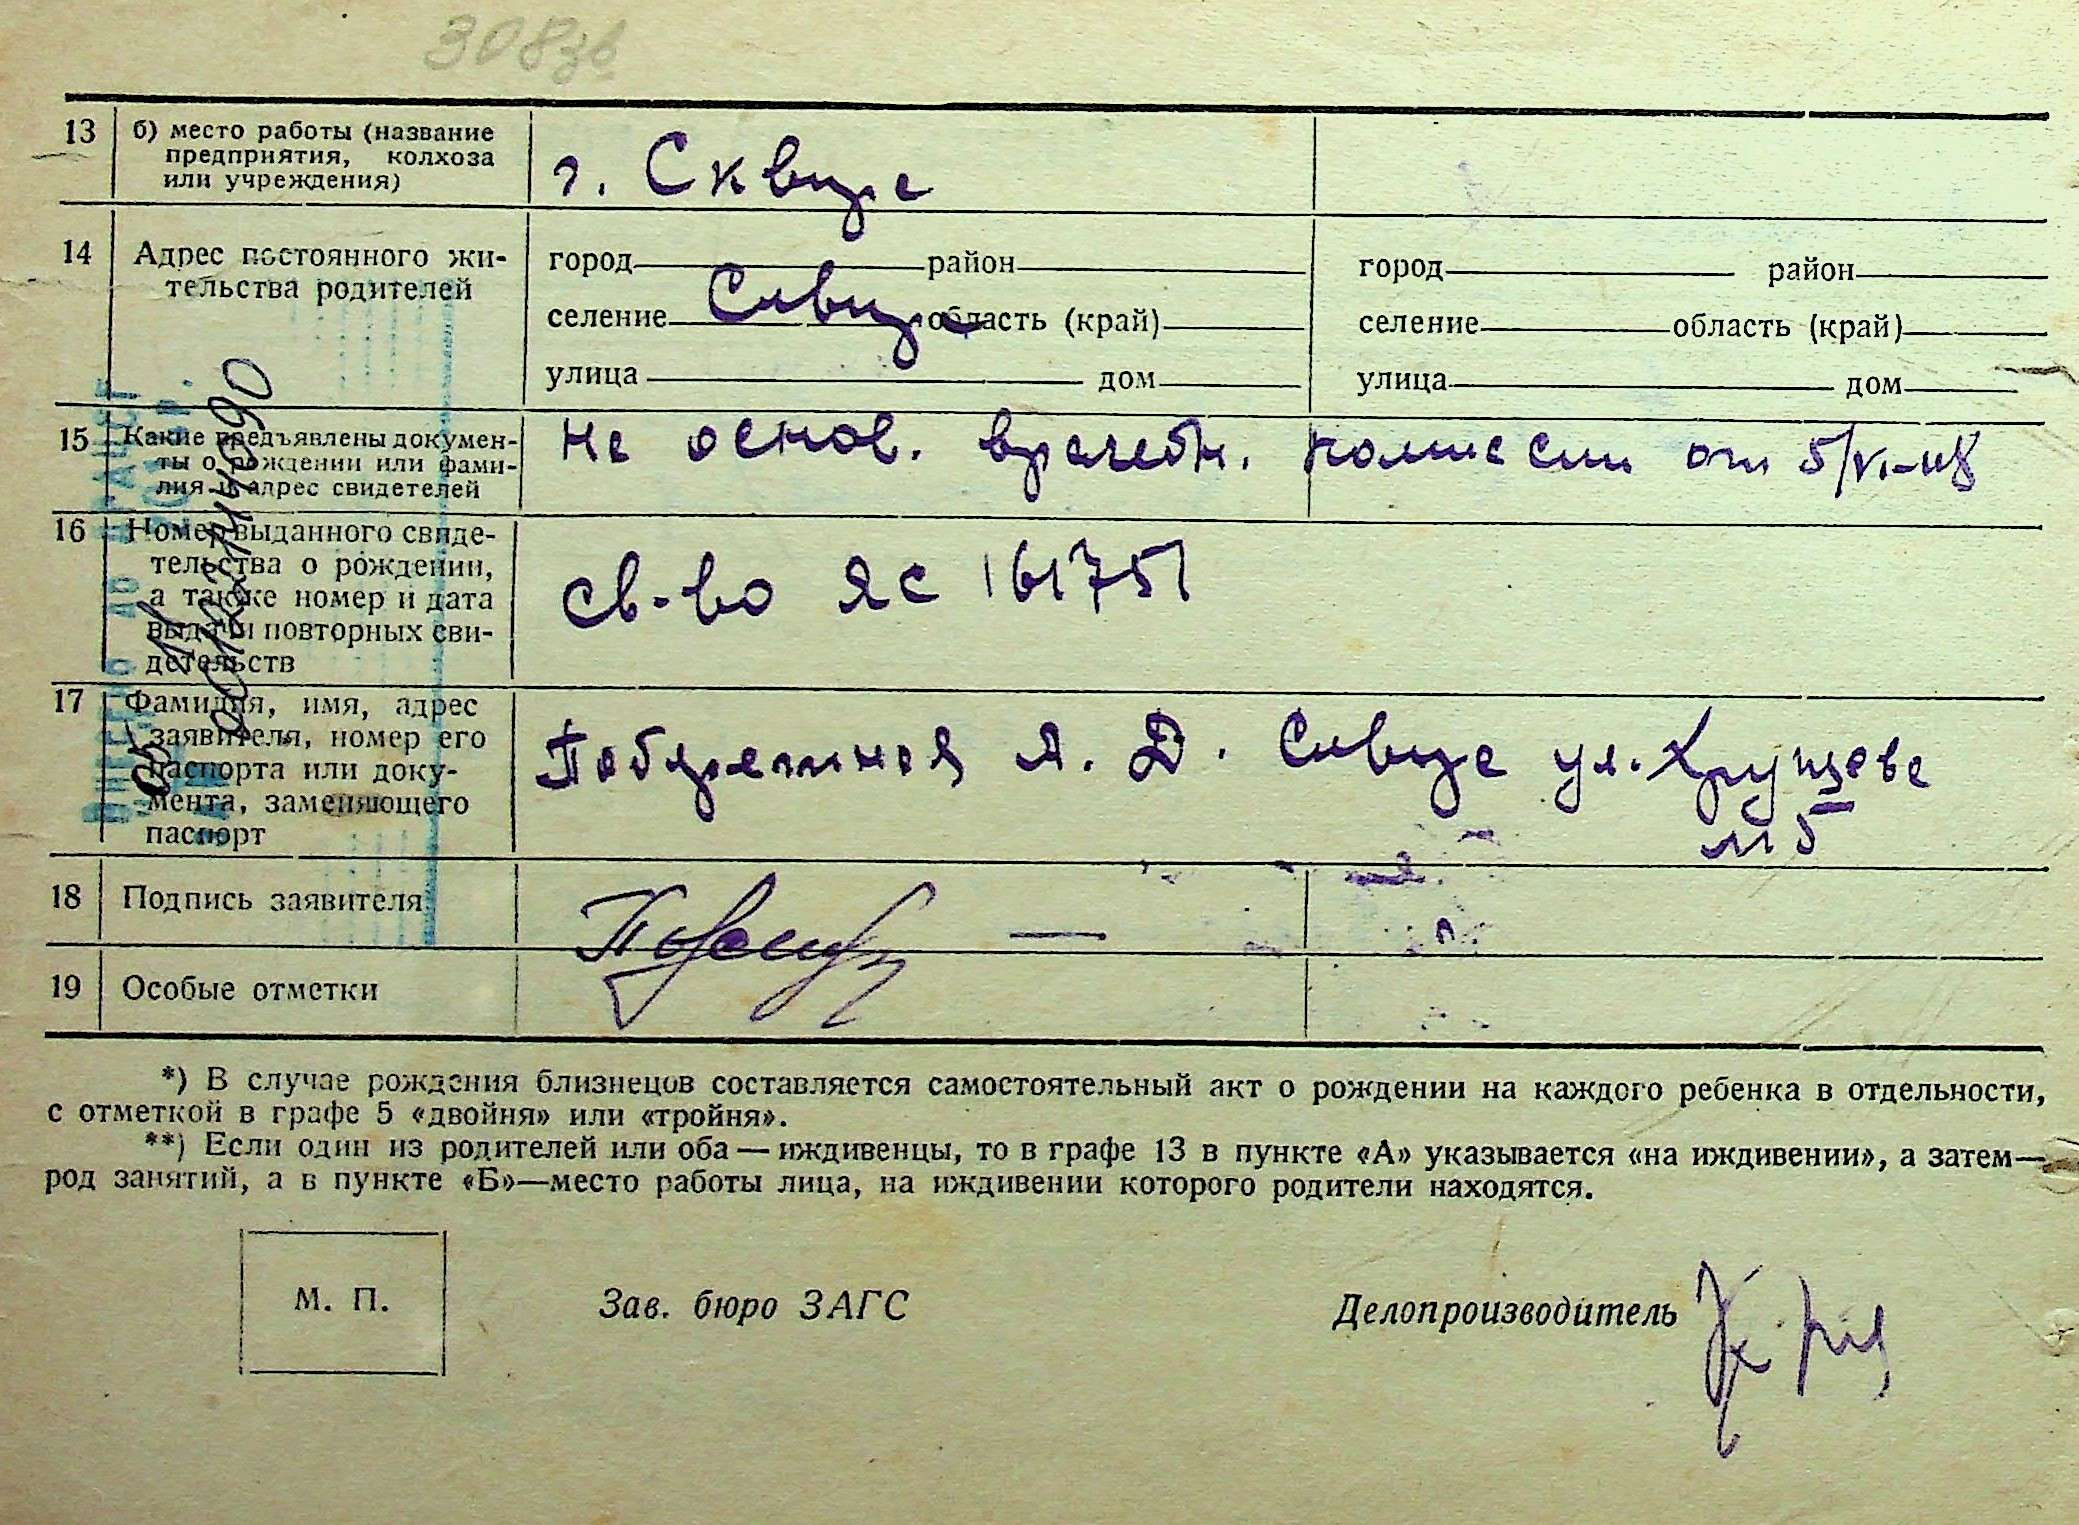 308зв
13 б) место работы (название предприятия, колхоза или учреждения) г. Сквира
14 Адрес постоянного жительства родителей
город район город район
селение Сквира область (край) селение область (край)
улица дом улица дом
15 Какие предъявлены документы о рождении или фамилия и адрес свидетелей На основ. врачебн. комиссии от 5/VI-48
16 Номер выданного свидетельства о рождении, а также номер и дата выдачи повторных свидетельств св-во ЯС 161751
17 Фамилия, имя, адрес заявителя, номер его паспорта или документа, заменяющего паспорт А. Д. Сквира ул. Хрущева
№ 5
18 Подпись заявителя —
19 Особые отметки
*) В случае рождения близнецов составляется самостоятельный акт о рождении на каждого ребенка в отдельности,
с отметкой в графе 5 «двойня» или «тройня».
**) Если один из родителей или оба — иждивенцы, то в графе 13 в пункте «А» указывается «на иждивении», а затем—
род занятий, а в пункте «Б»—место работы лица, на иждивении которого родители находятся.
М. П. Зав. бюро ЗАГС Делопроизводитель